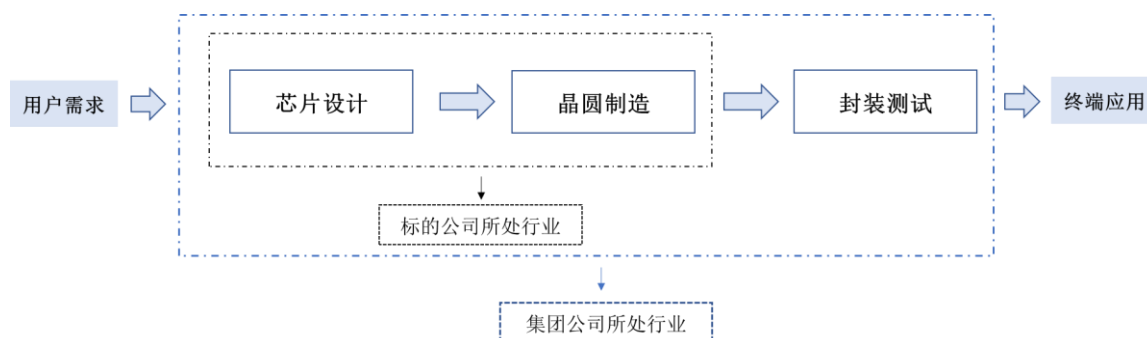 用户需求
芯片设计
晶圆制造
封装测试
终端应用
标的公司所处行业
集团公司所处行业